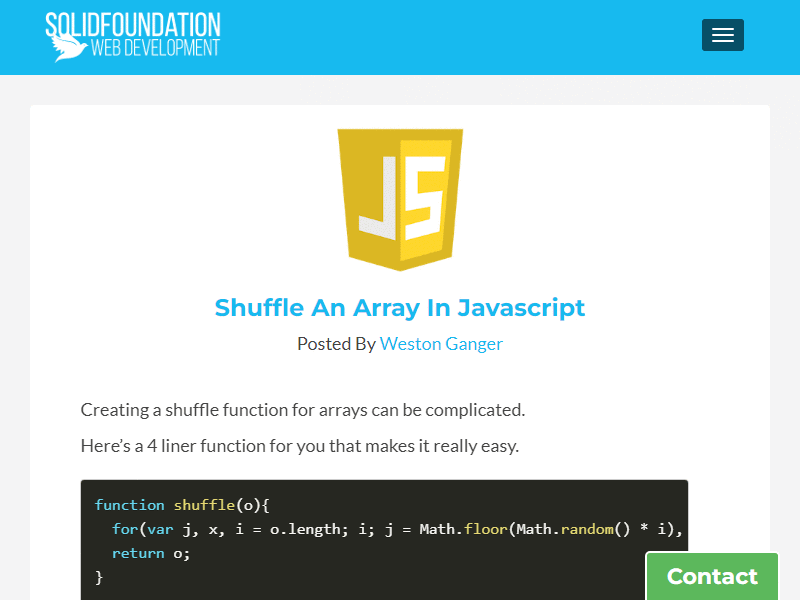 SOLIDFOUNDATION
WEB DEVELOPMENT
JS
Shuffle An Array In Javascript
Posted By Weston Ganger
Creating a shuffle function for arrays can be complicated.
Here’s a 4 liner function for you that makes it really easy.
function shuffle(o){
  for(var j, x, i = o.length; i; j = Math.floor(Math.random() * i),
  return o;
}
Contact